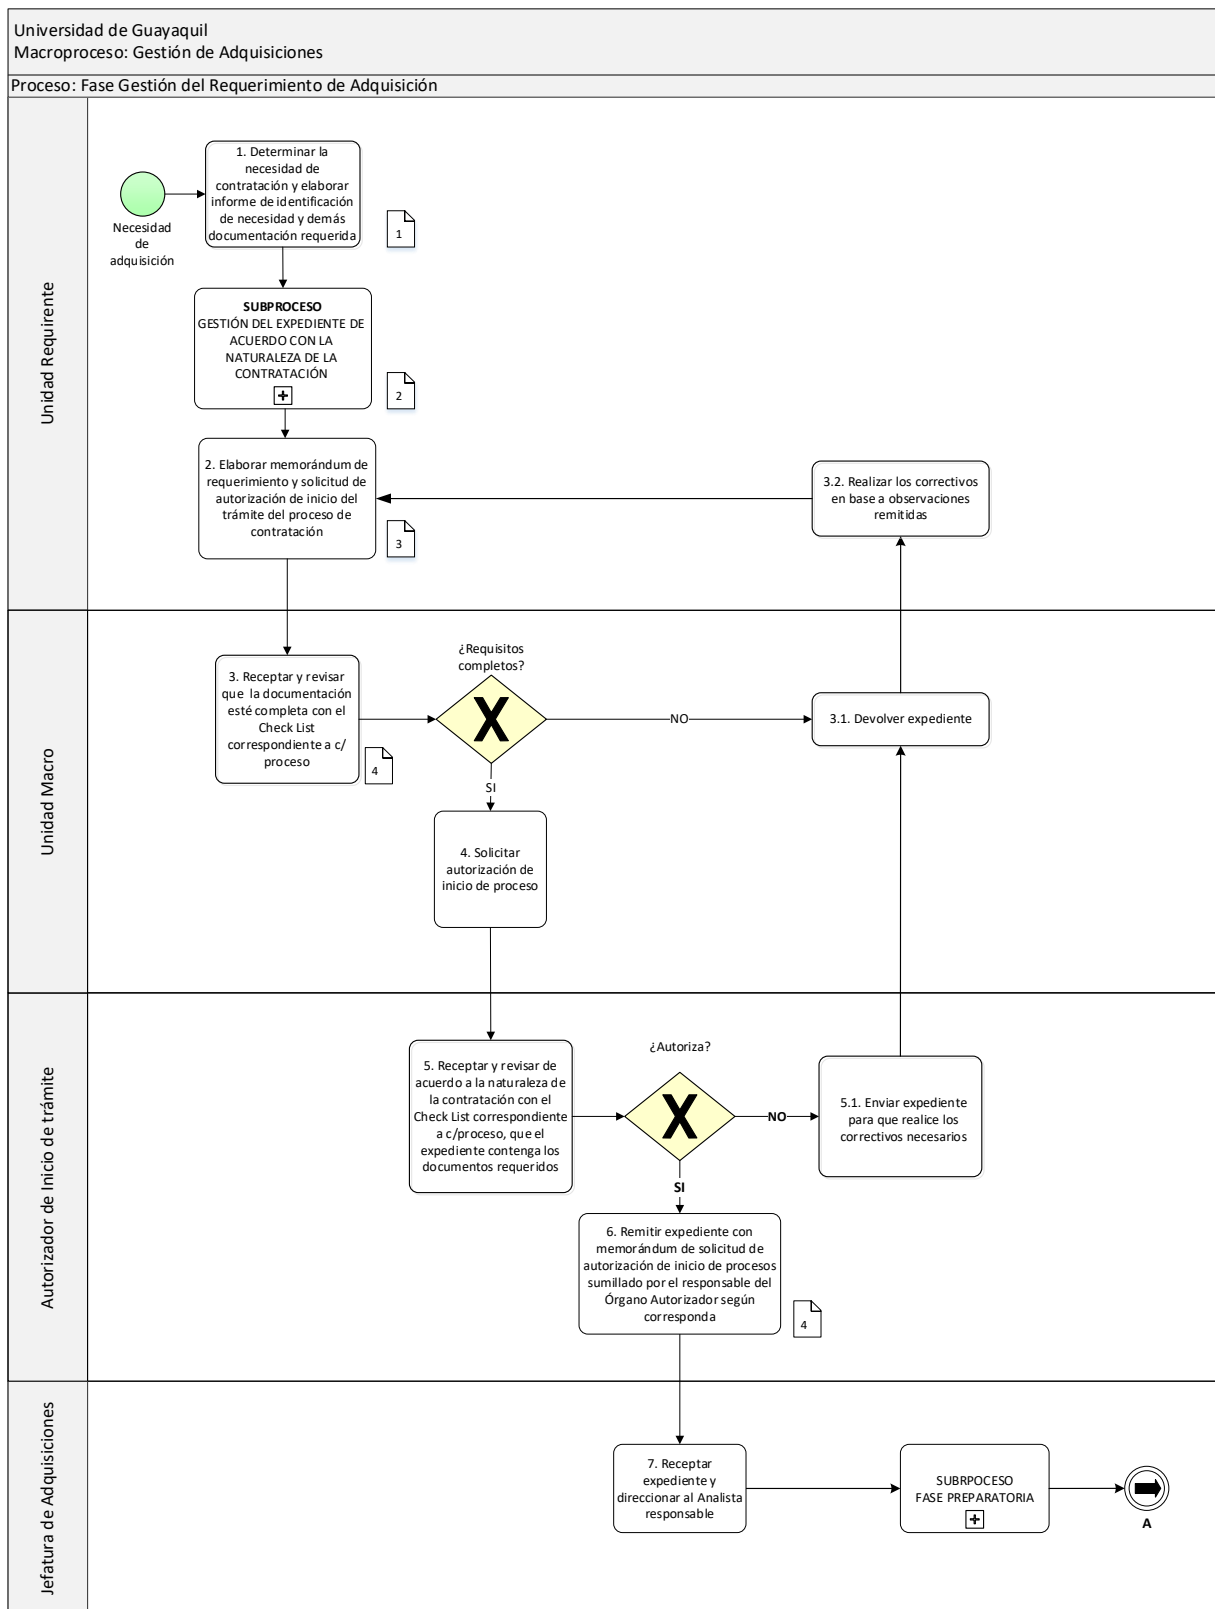 Universidad de Guayaquil
Macroproceso: Gestión de Adquisiciones
Proceso: Fase Gestión del Requerimiento de Adquisición
Unidad Requirente
Necesidad
de
adquisición
1. Determinar la
necesidad de
contratación y elaborar
informe de identificación
de necesidad y demás
documentación requerida
1
SUBPROCESO
GESTIÓN DEL EXPEDIENTE DE
ACUERDO CON LA
NATURALEZA DE LA
CONTRATACIÓN
2
2. Elaborar memorándum de
requerimiento y solicitud de
autorización de inicio del
trámite del proceso de
contratación
3
3.2. Realizar los correctivos
en base a observaciones
remitidas
Unidad Macro
3. Receptar y revisar
que la documentación
esté completa con el
Check List
correspondiente a c/
proceso
4
¿Requisitos
completos?
X
NO
SI
3.1. Devolver expediente
4. Solicitar
autorización de
inicio de proceso
Autorizador de Inicio de trámite
5. Receptar y revisar de
acuerdo a la naturaleza de
la contratación con el
Check List correspondiente
a c/proceso, que el
expediente contenga los
documentos requeridos
¿Autoriza?
X
NO
SI
5.1. Enviar expediente
para que realice los
correctivos necesarios
6. Remitir expediente con
memorándum de solicitud de
autorización de inicio de procesos
sumillado por el responsable del
Órgano Autorizador según
corresponda
4
Jefatura de Adquisiciones
7. Receptar
expediente y
direccionar al Analista
responsable
SUBRPOCESO
FASE PREPARATORIA
A